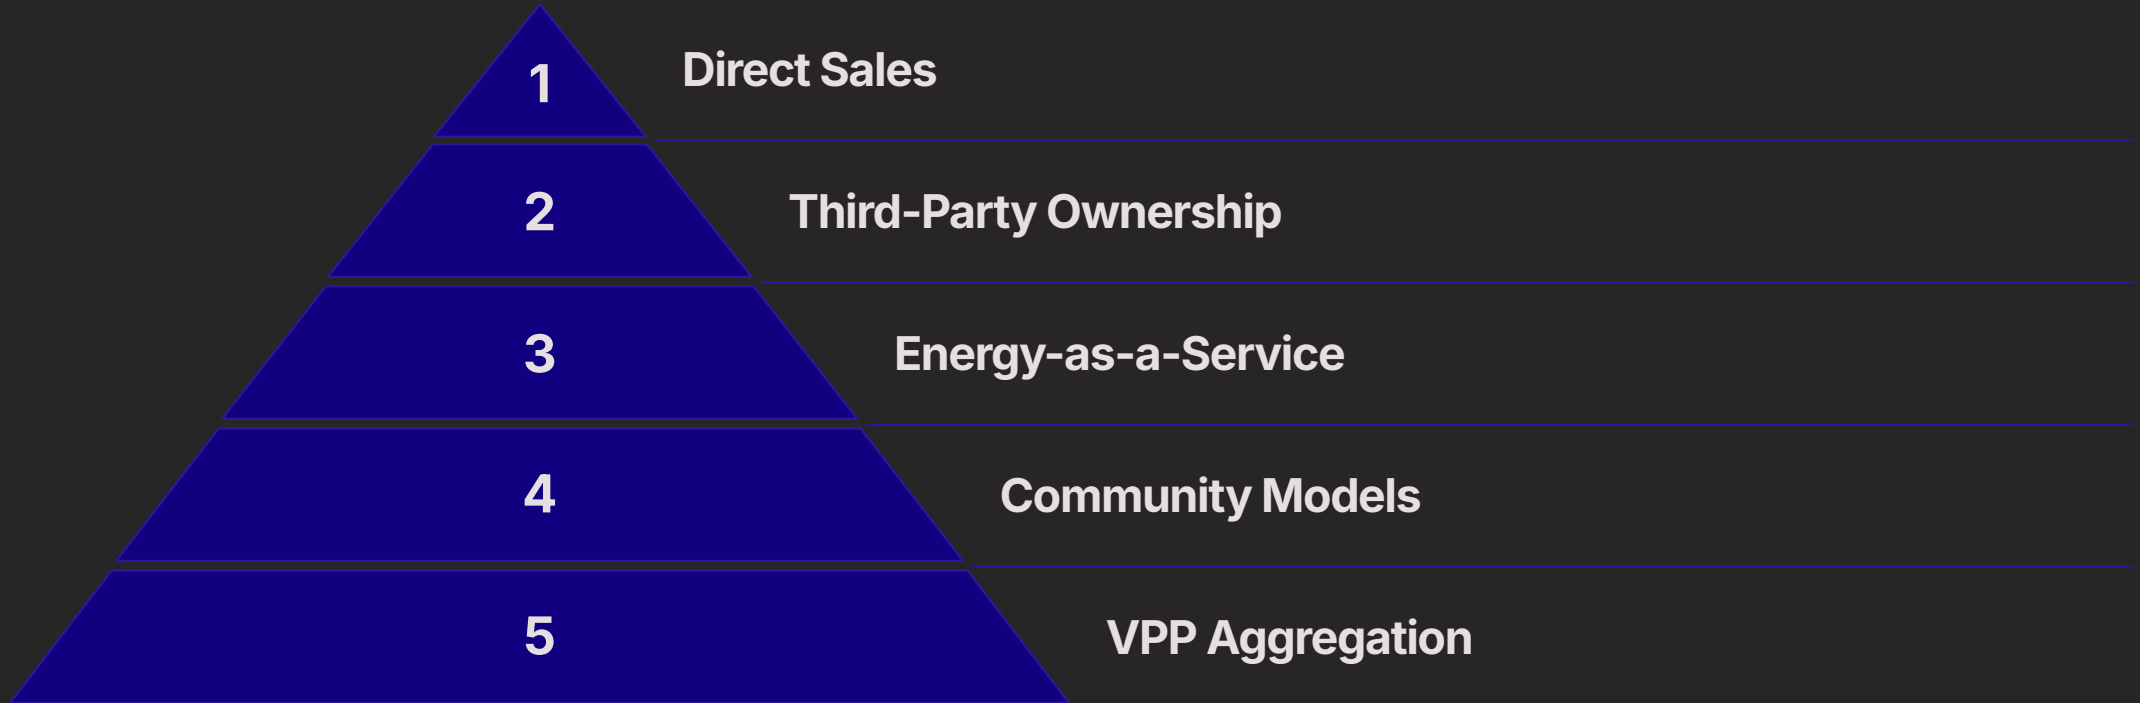 1
Direct Sales
2
Third-Party Ownership
3
Energy-as-a-Service
4
Community Models
5
VPP Aggregation